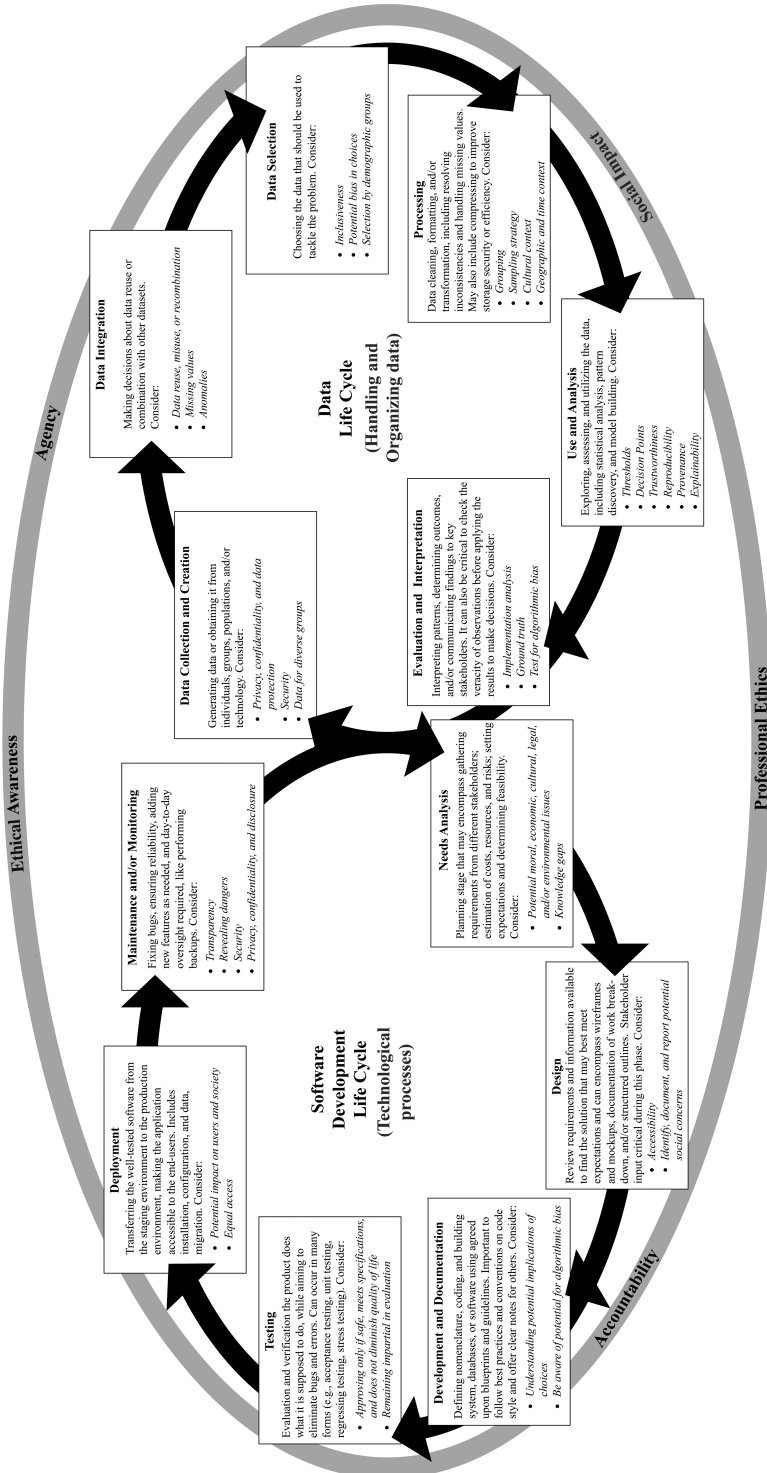 Ethical Awareness
Agency
Social Impact
Professional Ethics
Accountability
Software
Development
Life Cycle
(Technological
processes)
Needs Analysis
Planning stage that may encompass gathering
requirements from different stakeholders;
estimation of costs, resources, and risks; setting
expectations and determining feasibility.
Consider:
• Potential moral, economic, cultural, legal,
and/or environmental issues
• Knowledge gaps
Design
Review requirements and information available
to find the solution that may best meet
expectations and can encompass wireframes
and mockups, documentation of work break-
down, and/or structured outlines. Stakeholder
input critical during this phase. Consider:
• Accessibility
• Identify, document, and report potential
social concerns
Development and Documentation
Defining nomenclature, coding, and building
system, databases, or software using agreed
upon blueprints and guidelines. Important to
follow best practices and conventions on code
style and offer clear notes for others. Consider:
• Understanding potential implications of
choices
• Be aware of potential for algorithmic bias
Testing
Evaluation and verification the product does
what it is supposed to do, while aiming to
eliminate bugs and errors. Can occur in many
forms (e.g., acceptance testing, unit testing,
regressing testing, stress testing). Consider:
• Approving only if safe, meets specifications,
and does not diminish quality of life
• Remaining impartial in evaluation
Deployment
Transferring the well-tested software from
the staging environment to the production
environment, making the application
accessible to the end-users. Includes
installation, configuration, and data,
migration. Consider:
• Potential impact on users and society
• Equal access
Maintenance and/or Monitoring
Fixing bugs, ensuring reliability, adding
new features as needed, and day-to-day
oversight required, like performing
backups. Consider:
• Transparency
• Revealing dangers
• Security
• Privacy, confidentiality, and disclosure
Data
Life Cycle
(Handling and
Organizing data)
Data Collection and Creation
Generating data or obtaining it from
individuals, groups, populations, and/or
technology. Consider:
• Privacy, confidentiality, and data
protection
• Security
• Data for diverse groups
Data Integration
Making decisions about data reuse or
combination with other datasets.
Consider:
• Data reuse, misuse, or recombination
• Missing values
• Anomalies
Data Selection
Choosing the data that should be used to
tackle the problem. Consider:
• Inclusiveness
• Potential bias in choices
• Selection by demographic groups
Processing
Data cleaning, formatting, and/or
transformation, including resolving
inconsistencies and handling missing values.
May also include compressing to improve
storage security or efficiency. Consider:
• Grouping
• Sampling strategy
• Cultural context
• Geographic and time context
Use and Analysis
Exploring, assessing, and utilizing the data,
including statistical analysis, pattern
discovery, and model building. Consider:
• Thresholds
• Decision Points
• Trustworthiness
• Reproducibility
• Provenance
• Explainability
Evaluation and Interpretation
Interpreting patterns, determining outcomes,
and/or communicating findings to key
stakeholders. It can also be critical to check the
veracity of observations before applying the
results to make decisions. Consider:
• Implementation analysis
• Ground truth
• Test for algorithmic bias